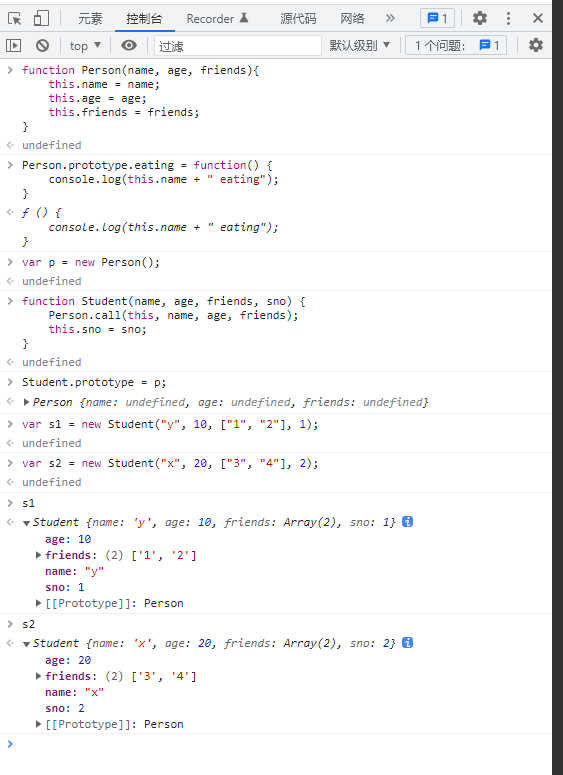 元素 控制台 Recorder 源代码 网络 » 1
top ▼ 过滤 默认级别 ▼ 1 个问题: 1
> function Person(name, age, friends){
this.name = name;
this.age = age;
this.friends = friends;
}
undefined
> Person.prototype.eating = function() {
console.log(this.name + " eating");
}
ƒ () {
console.log(this.name + " eating");
}
> var p = new Person();
undefined
> function Student(name, age, friends, sno) {
Person.call(this, name, age, friends);
this.sno = sno;
}
undefined
> Student.prototype = p;
▶ Person {name: undefined, age: undefined, friends: undefined}
> var s1 = new Student("y", 10, ["1", "2"], 1);
undefined
> var s2 = new Student("x", 20, ["3", "4"], 2);
undefined
> s1
▼ Student {name: 'y', age: 10, friends: Array(2), sno: 1} i
age: 10
▶ friends: (2) ['1', '2']
name: "y"
sno: 1
▶ [[Prototype]]: Person
> s2
▼ Student {name: 'x', age: 20, friends: Array(2), sno: 2} i
age: 20
▶ friends: (2) ['3', '4']
name: "x"
sno: 2
▶ [[Prototype]]: Person
>